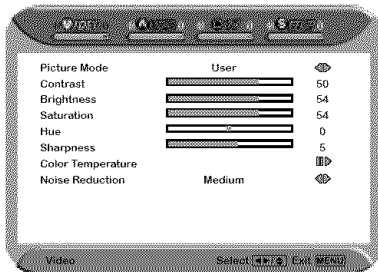 VIDEO
Picture Mode User
Contrast 50
Brightness 54
Saturation 54
Hue 0
Sharpness 5
Color Temperature
Noise Reduction Medium
Video Select Exit MENU